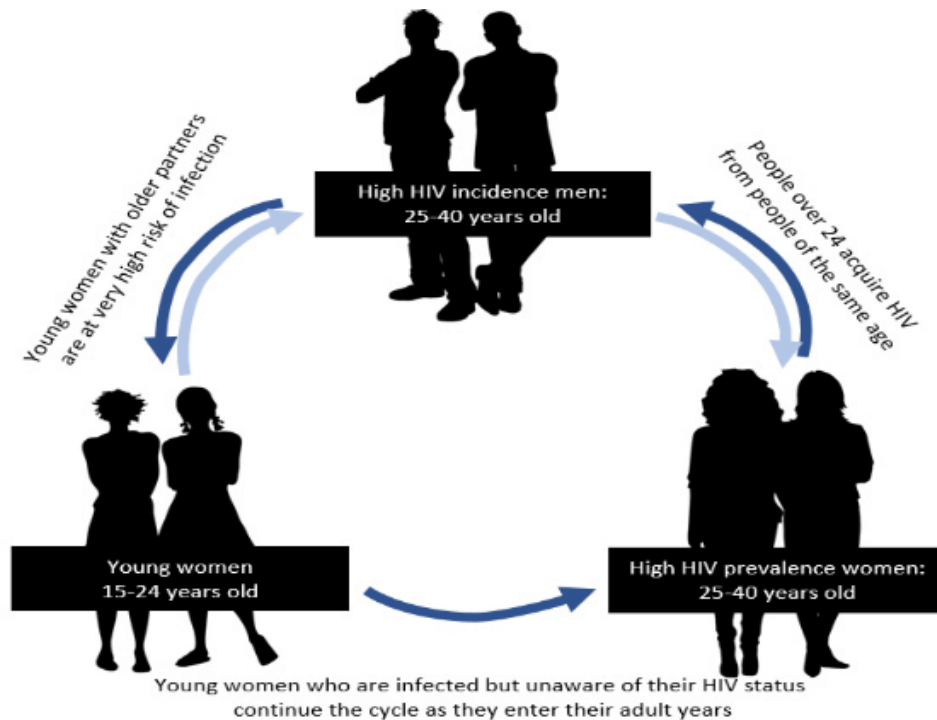 High HIV incidence men:
25-40 years old
Young women with older partners
are at very high risk of infection
People over 24 acquire HIV
from people of the same age
Young women
15-24 years old
High HIV prevalence women:
25-40 years old
Young women who are infected but unaware of their HIV status
continue the cycle as they enter their adult years